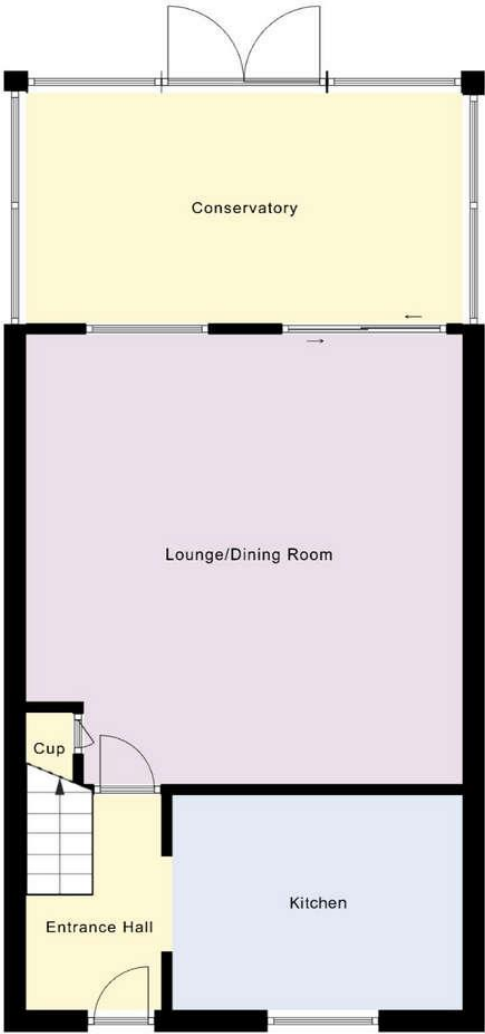 Conservatory
Lounge/Dining Room
Cup
Kitchen
Entrance Hall